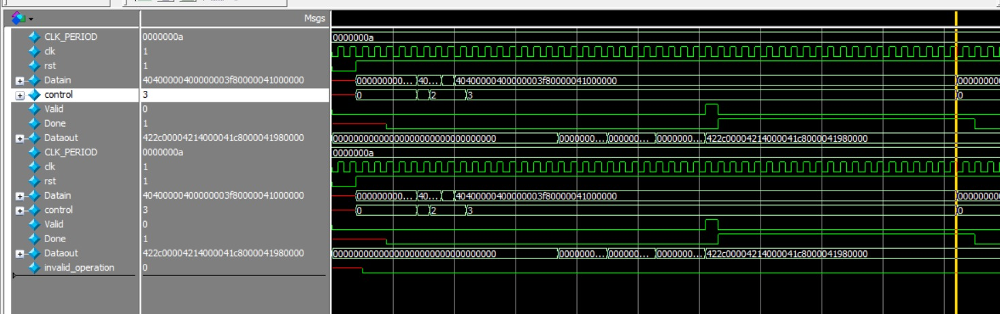 Msgs
CLK_PERIOD 0000000a 0000000a
clk 1
rst 1
Datain 40400000400000003f80000041000000 000000000... 40... 40400000400000003f80000041000000 000000000
control 3 0 2 3 0
Valid 0
Done 1
Dataout 422c00004214000041c8000041980000 00000000000000000000000000000000 0000000... 000000... 0000000... 422c00004214000041c8000041980000
CLK_PERIOD 0000000a 0000000a
clk 1
rst 1
Datain 40400000400000003f80000041000000 000000000... 40... 40400000400000003f80000041000000 000000000
control 3 0 2 3 0
Valid 0
Done 1
Dataout 422c00004214000041c8000041980000 00000000000000000000000000000000 0000000... 000000... 0000000... 422c00004214000041c8000041980000
invalid_operation 0